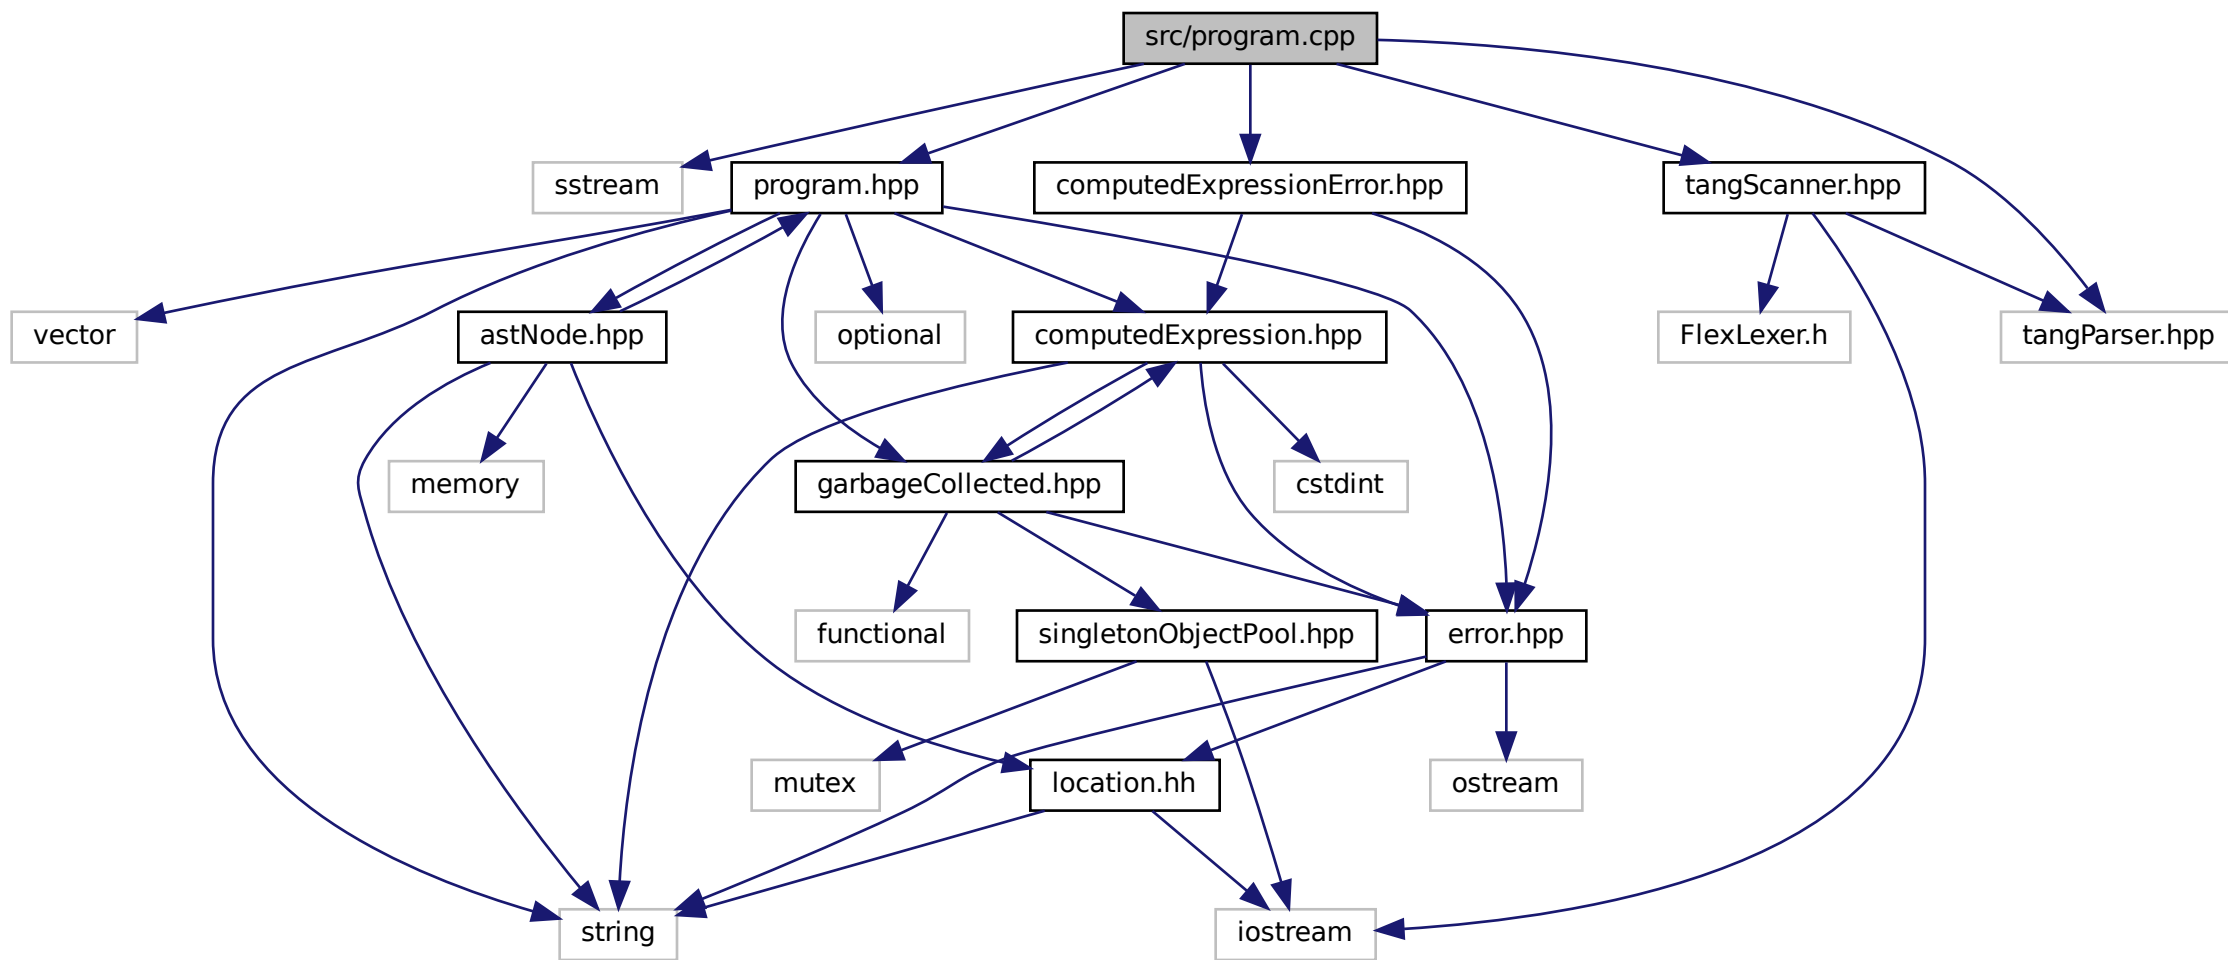 src/program.cpp
sstream
program.hpp
computedExpressionError.hpp
tangScanner.hpp
vector
astNode.hpp
optional
computedExpression.hpp
FlexLexer.h
tangParser.hpp
memory
garbageCollected.hpp
cstdint
functional
singletonObjectPool.hpp
error.hpp
mutex
location.hh
ostream
string
iostream